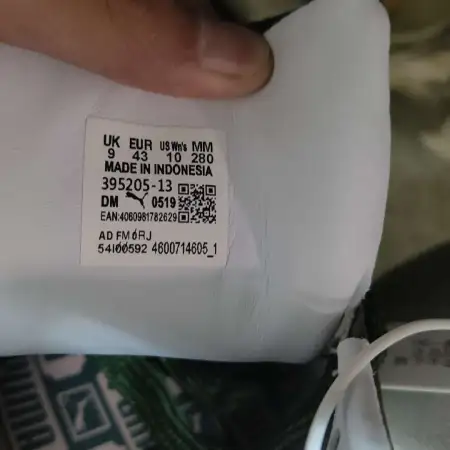 UK EUR US Wn's MM
9 43 10 280
MADE IN INDONESIA
395205-13
DM 0519
EAN:4060981782629
AD FM6RJ
54100592 4600714605_1